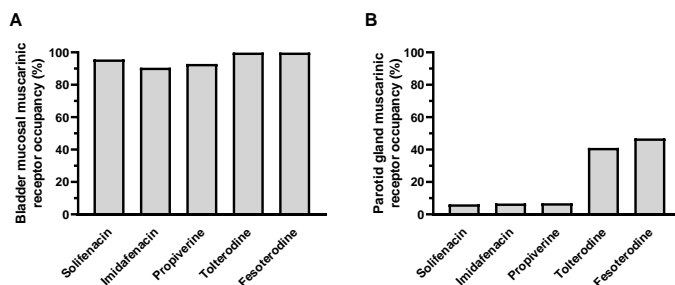 A
Bladder mucosal muscarinic
receptor occupancy (%)
100
80
60
40
20
0
Solifenacin
Imidafenacin
Propiverine
Tolterodine
Fesoterodine
B
Parotid gland muscarinic
receptor occupancy (%)
100
80
60
40
20
0
Solifenacin
Imidafenacin
Propiverine
Tolterodine
Fesoterodine